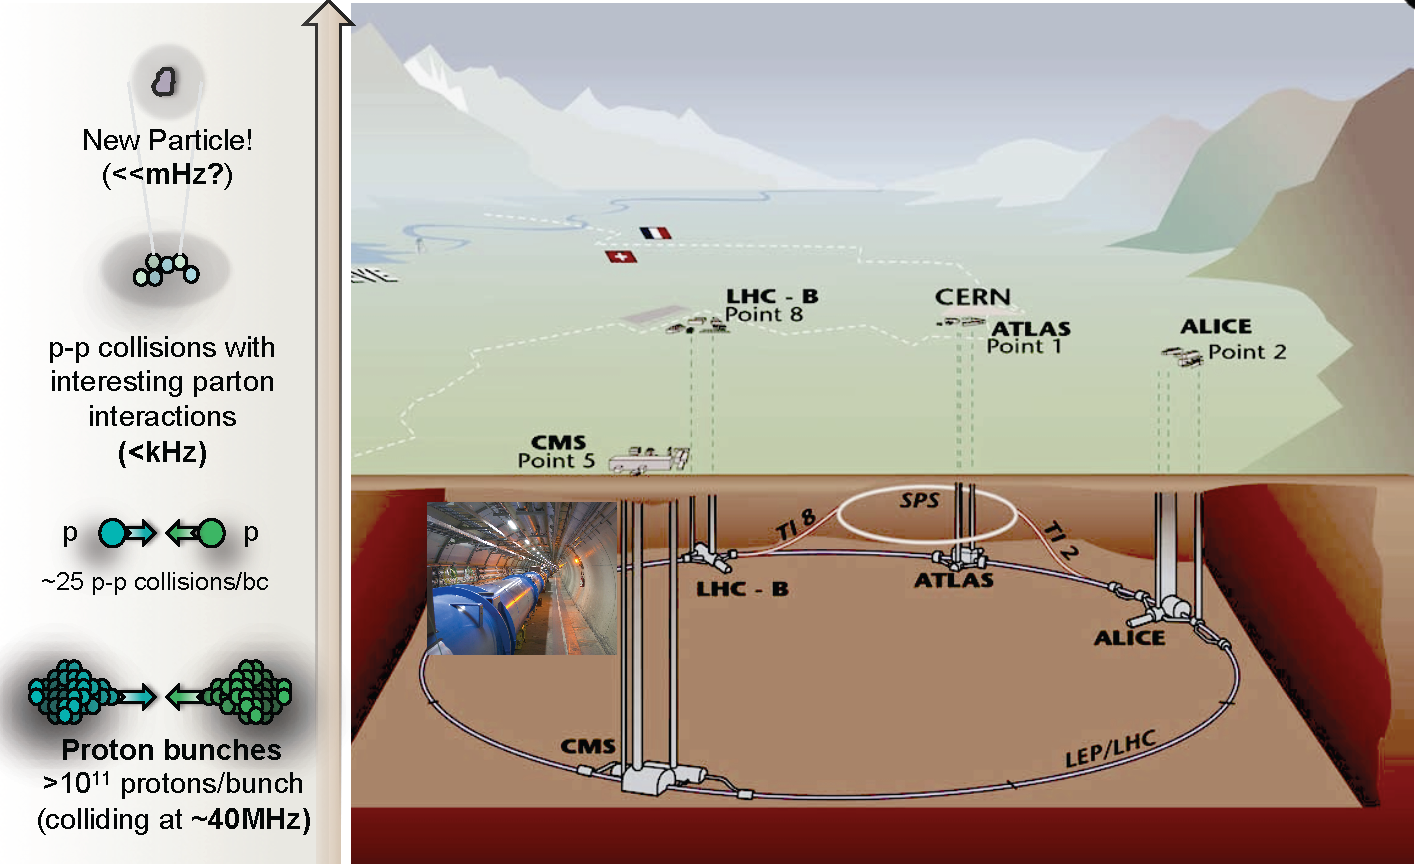 New Particle!
(<<mHz?)
p-p collisions with
interesting parton
interactions
(<kHz)
p p
~25 p-p collisions/bc
Proton bunches
>10¹¹ protons/bunch
(colliding at ~40MHz)
LHC - B
Point 8
CERN
ATLAS
Point 1
ALICE
Point 2
CMS
Point 5
SPS
TI 8
TI 2
LHC - B
ATLAS
ALICE
CMS
LEP/LHC